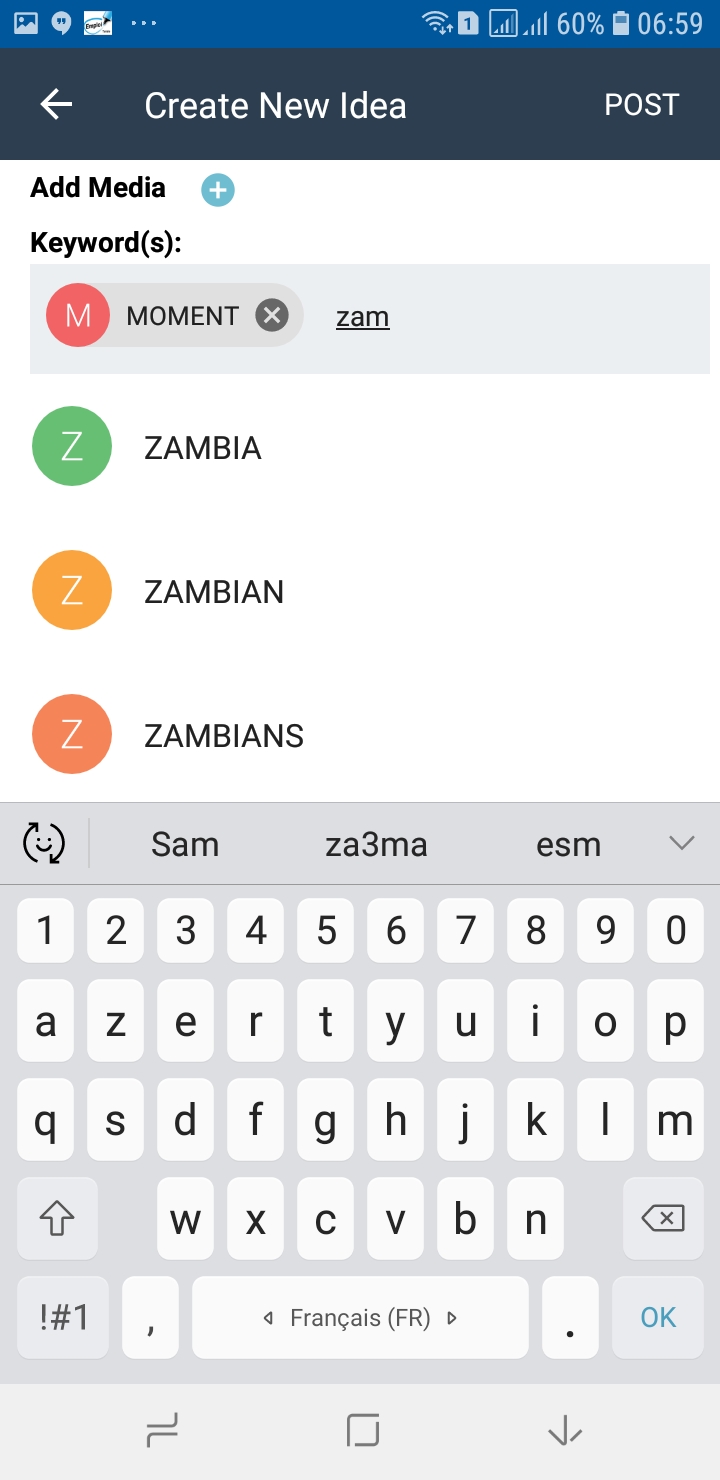 1 60% 06:59
Create New Idea POST
Add Media
Keyword(s):
M MOMENT zam
Z ZAMBIA
Z ZAMBIAN
Z ZAMBIANS
Sam za3ma esm
1 2 3 4 5 6 7 8 9 0
a z e r t y u i o p
q s d f g h j k l m
w x c v b n
!#1 , Français (FR) . OK